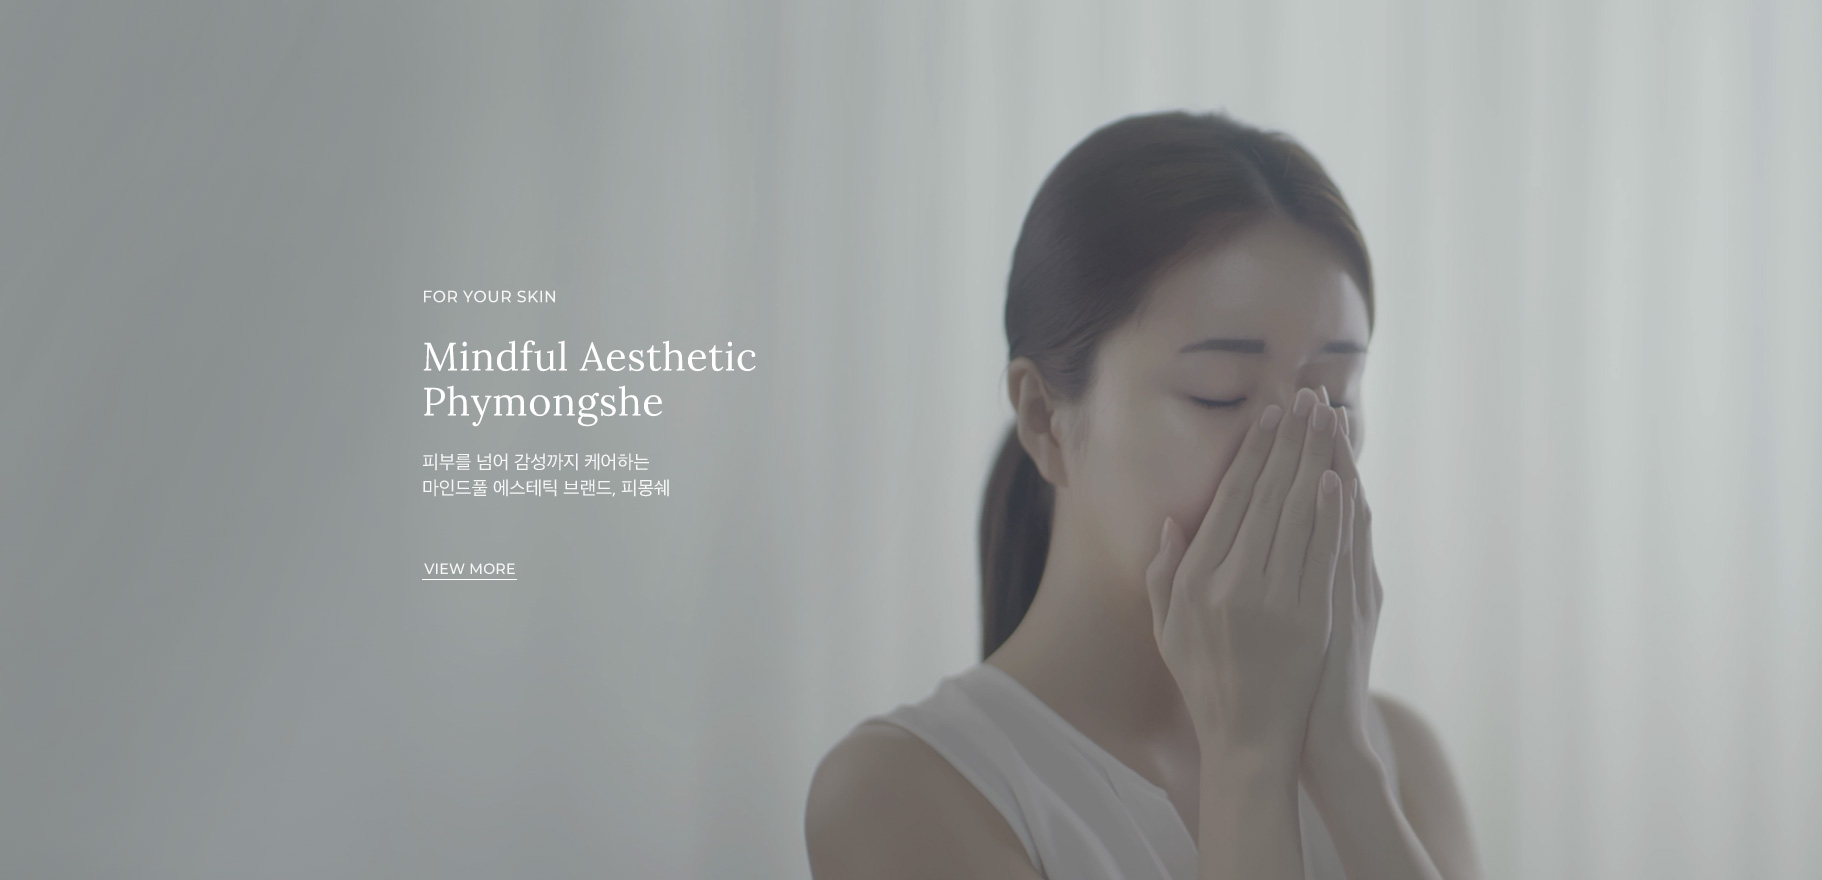 FOR YOUR SKIN
Mindful Aesthetic
Phymongshe
피부를 넘어 감성까지 케어하는
마인드풀 에스테틱 브랜드, 피몽쉐
VIEW MORE